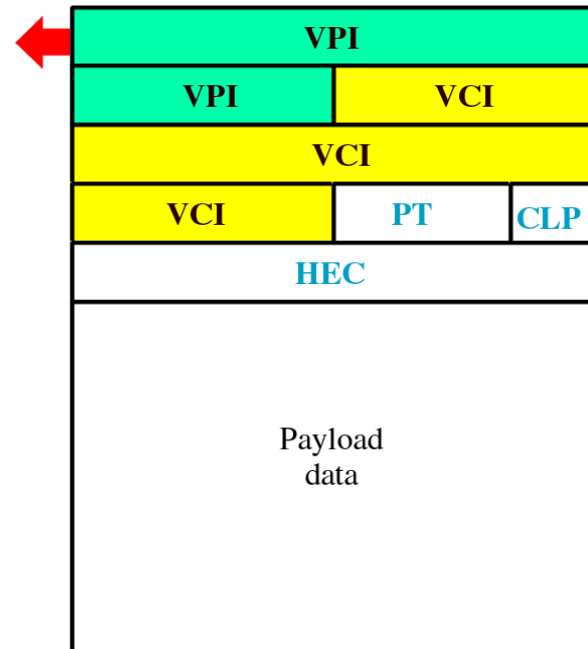 VPI
VPI VCI
VCI
VCI PT CLP
HEC
Payload
data